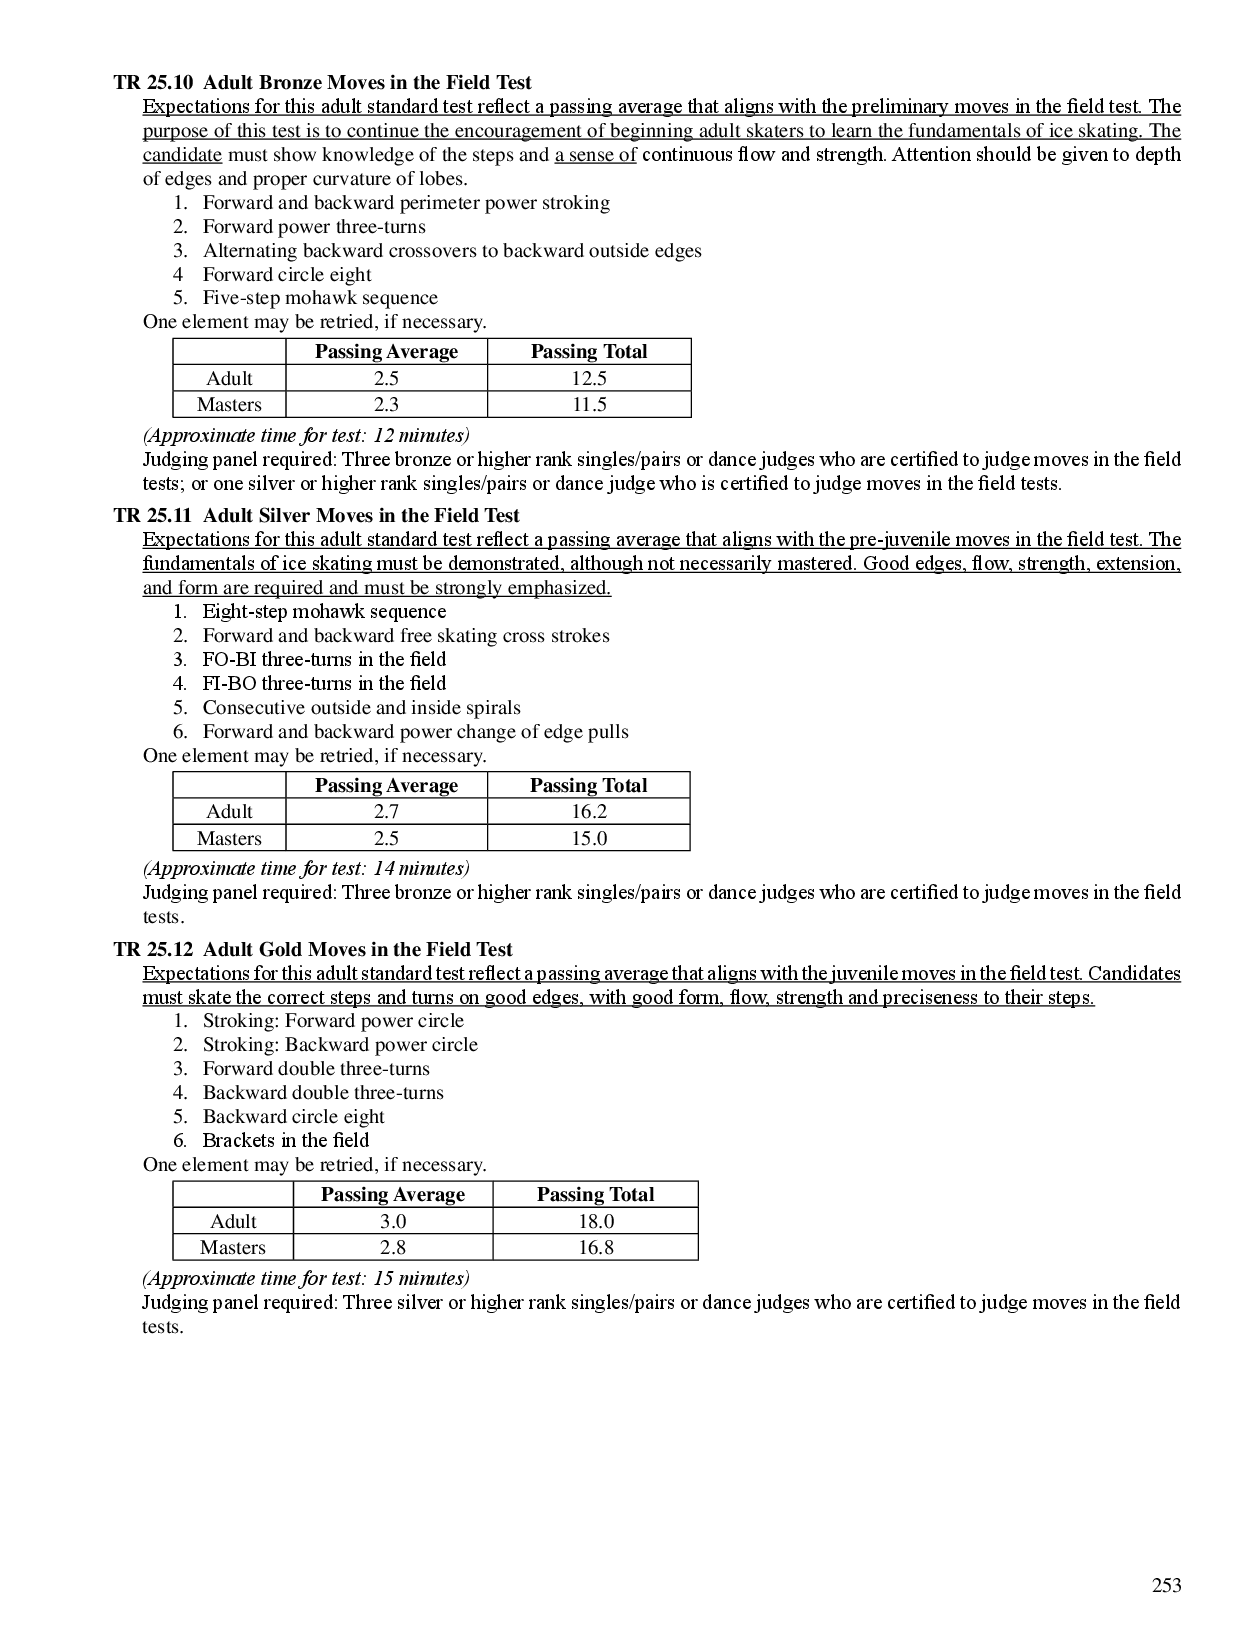 TR 25.10 Adult Bronze Moves in the Field Test
Expectations for this adult standard test reflect a passing average that aligns with the preliminary moves in the field test. The
purpose of this test is to continue the encouragement of beginning adult skaters to learn the fundamentals of ice skating. The
candidate must show knowledge of the steps and a sense of continuous flow and strength. Attention should be given to depth
of edges and proper curvature of lobes.
1. Forward and backward perimeter power stroking
2. Forward power three-turns
3. Alternating backward crossovers to backward outside edges
4 Forward circle eight
5. Five-step mohawk sequence
One element may be retried, if necessary.
Passing Average Passing Total
Adult 2.5 12.5
Masters 2.3 11.5
(Approximate time for test: 12 minutes)
Judging panel required: Three bronze or higher rank singles/pairs or dance judges who are certified to judge moves in the field
tests; or one silver or higher rank singles/pairs or dance judge who is certified to judge moves in the field tests.
TR 25.11 Adult Silver Moves in the Field Test
Expectations for this adult standard test reflect a passing average that aligns with the pre-juvenile moves in the field test. The
fundamentals of ice skating must be demonstrated, although not necessarily mastered. Good edges, flow, strength, extension,
and form are required and must be strongly emphasized.
1. Eight-step mohawk sequence
2. Forward and backward free skating cross strokes
3. FO-BI three-turns in the field
4. FI-BO three-turns in the field
5. Consecutive outside and inside spirals
6. Forward and backward power change of edge pulls
One element may be retried, if necessary.
Passing Average Passing Total
Adult 2.7 16.2
Masters 2.5 15.0
(Approximate time for test: 14 minutes)
Judging panel required: Three bronze or higher rank singles/pairs or dance judges who are certified to judge moves in the field
tests.
TR 25.12 Adult Gold Moves in the Field Test
Expectations for this adult standard test reflect a passing average that aligns with the juvenile moves in the field test. Candidates
must skate the correct steps and turns on good edges, with good form, flow, strength and preciseness to their steps.
1. Stroking: Forward power circle
2. Stroking: Backward power circle
3. Forward double three-turns
4. Backward double three-turns
5. Backward circle eight
6. Brackets in the field
One element may be retried, if necessary.
Passing Average Passing Total
Adult 3.0 18.0
Masters 2.8 16.8
(Approximate time for test: 15 minutes)
Judging panel required: Three silver or higher rank singles/pairs or dance judges who are certified to judge moves in the field
tests.
253